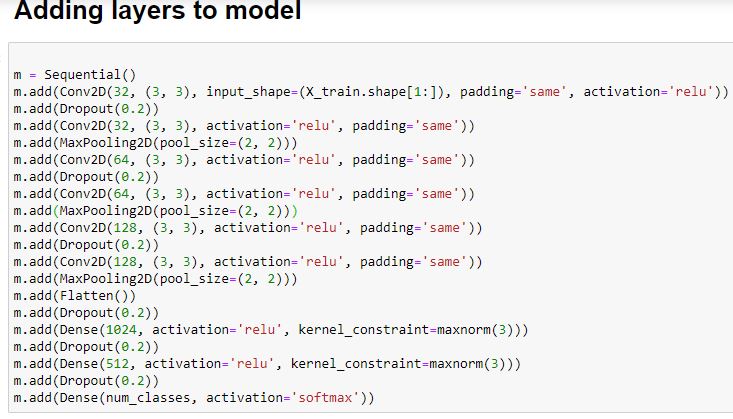 Adding layers to model
m = Sequential()
m.add(Conv2D(32, (3, 3), input_shape=(X_train.shape[1:]), padding='same', activation='relu'))
m.add(Dropout(0.2))
m.add(Conv2D(32, (3, 3), activation='relu', padding='same'))
m.add(MaxPooling2D(pool_size=(2, 2)))
m.add(Conv2D(64, (3, 3), activation='relu', padding='same'))
m.add(Dropout(0.2))
m.add(Conv2D(64, (3, 3), activation='relu', padding='same'))
m.add(MaxPooling2D(pool_size=(2, 2)))
m.add(Conv2D(128, (3, 3), activation='relu', padding='same'))
m.add(Dropout(0.2))
m.add(Conv2D(128, (3, 3), activation='relu', padding='same'))
m.add(MaxPooling2D(pool_size=(2, 2)))
m.add(Flatten())
m.add(Dropout(0.2))
m.add(Dense(1024, activation='relu', kernel_constraint=maxnorm(3)))
m.add(Dropout(0.2))
m.add(Dense(512, activation='relu', kernel_constraint=maxnorm(3)))
m.add(Dropout(0.2))
m.add(Dense(num_classes, activation='softmax'))